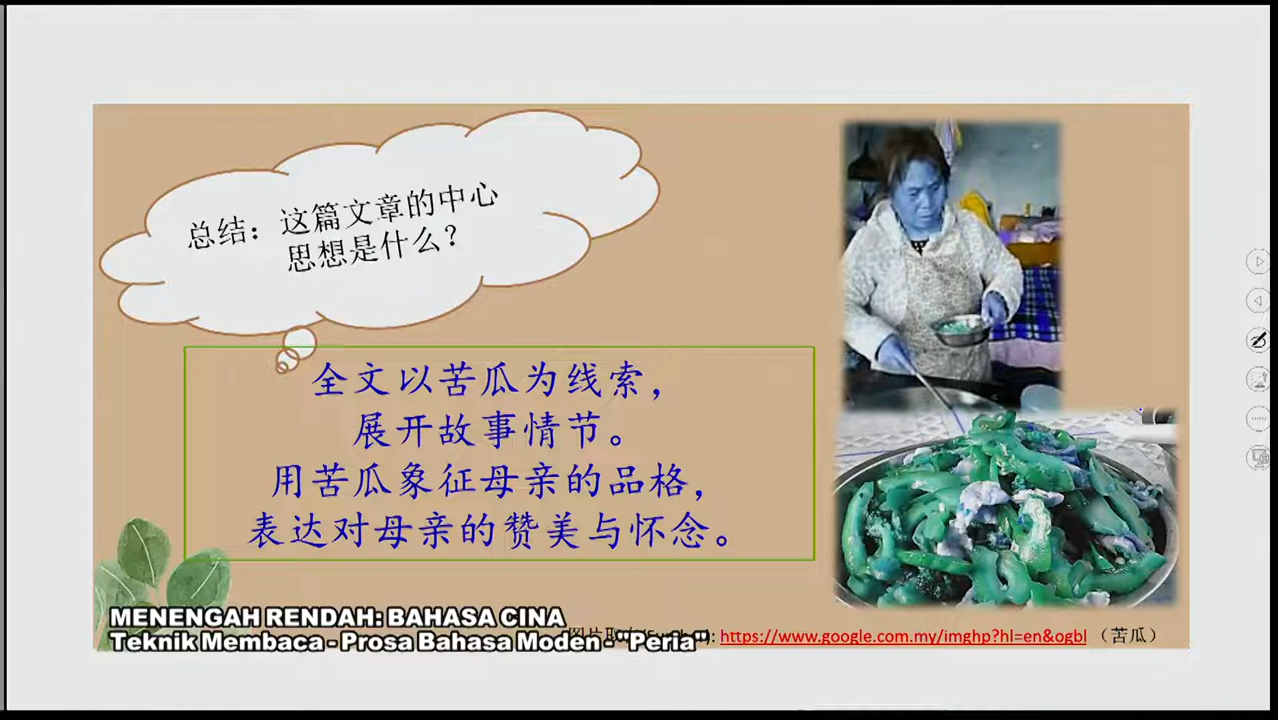 总结：这篇文章的中心
思想是什么？
全文以苦瓜为线索，
展开故事情节。
用苦瓜象征母亲的品格，
表达对母亲的赞美与怀念。
MENENGAH RENDAH: BAHASA CINA
Teknik Membaca - Prosa Bahasa Moden - "Peria"
https://www.google.com.my/imghp?hl=en&ogbl （苦瓜）